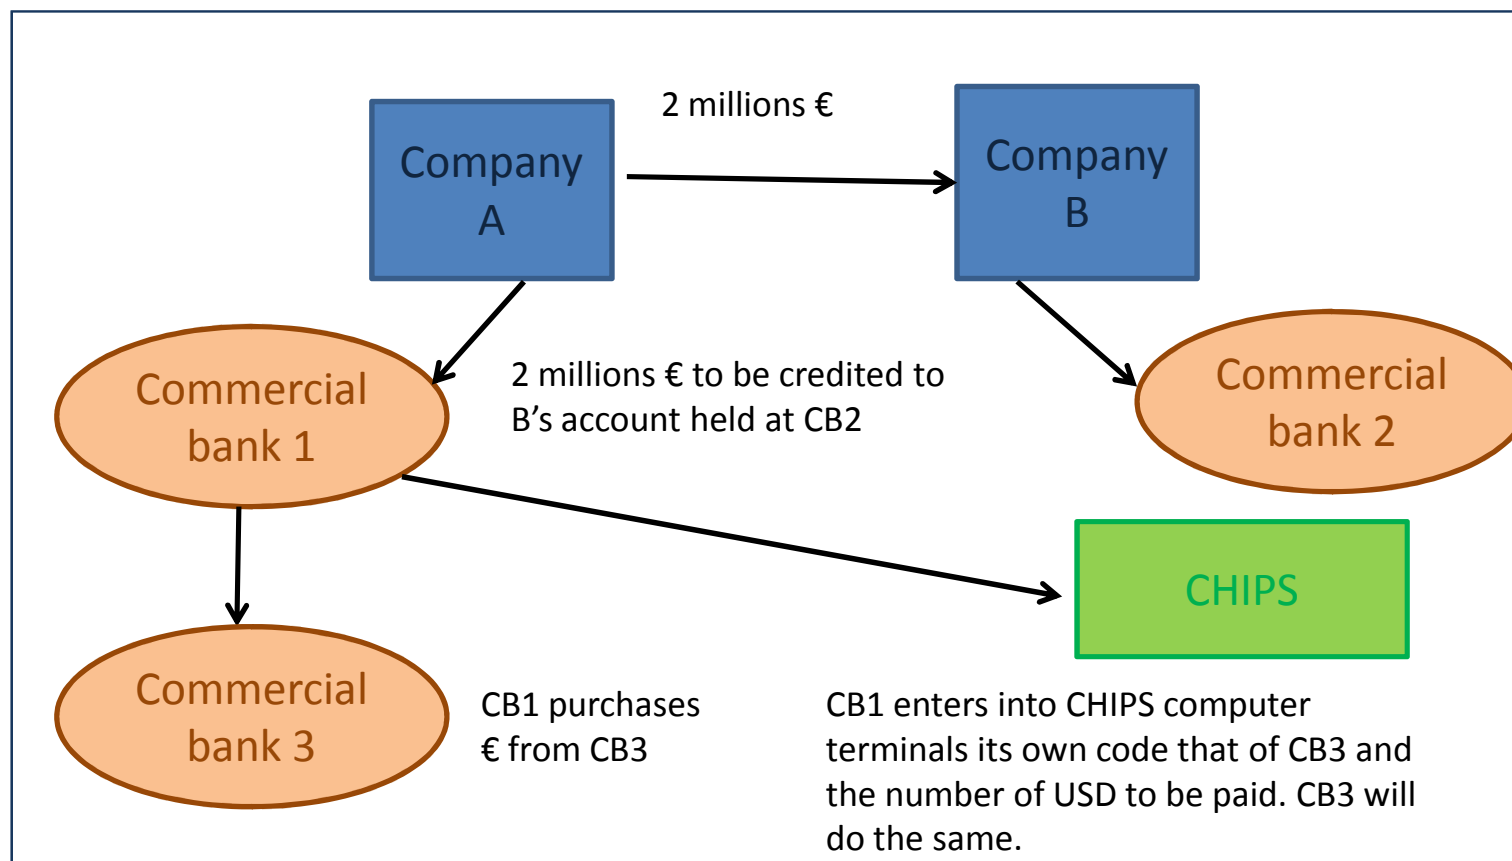 2 millions €
Company
A
Company
B
Commercial
bank 1
2 millions € to be credited to
B’s account held at CB2
Commercial
bank 2
CHIPS
Commercial
bank 3
CB1 purchases
€ from CB3
CB1 enters into CHIPS computer
terminals its own code that of CB3 and
the number of USD to be paid. CB3 will
do the same.